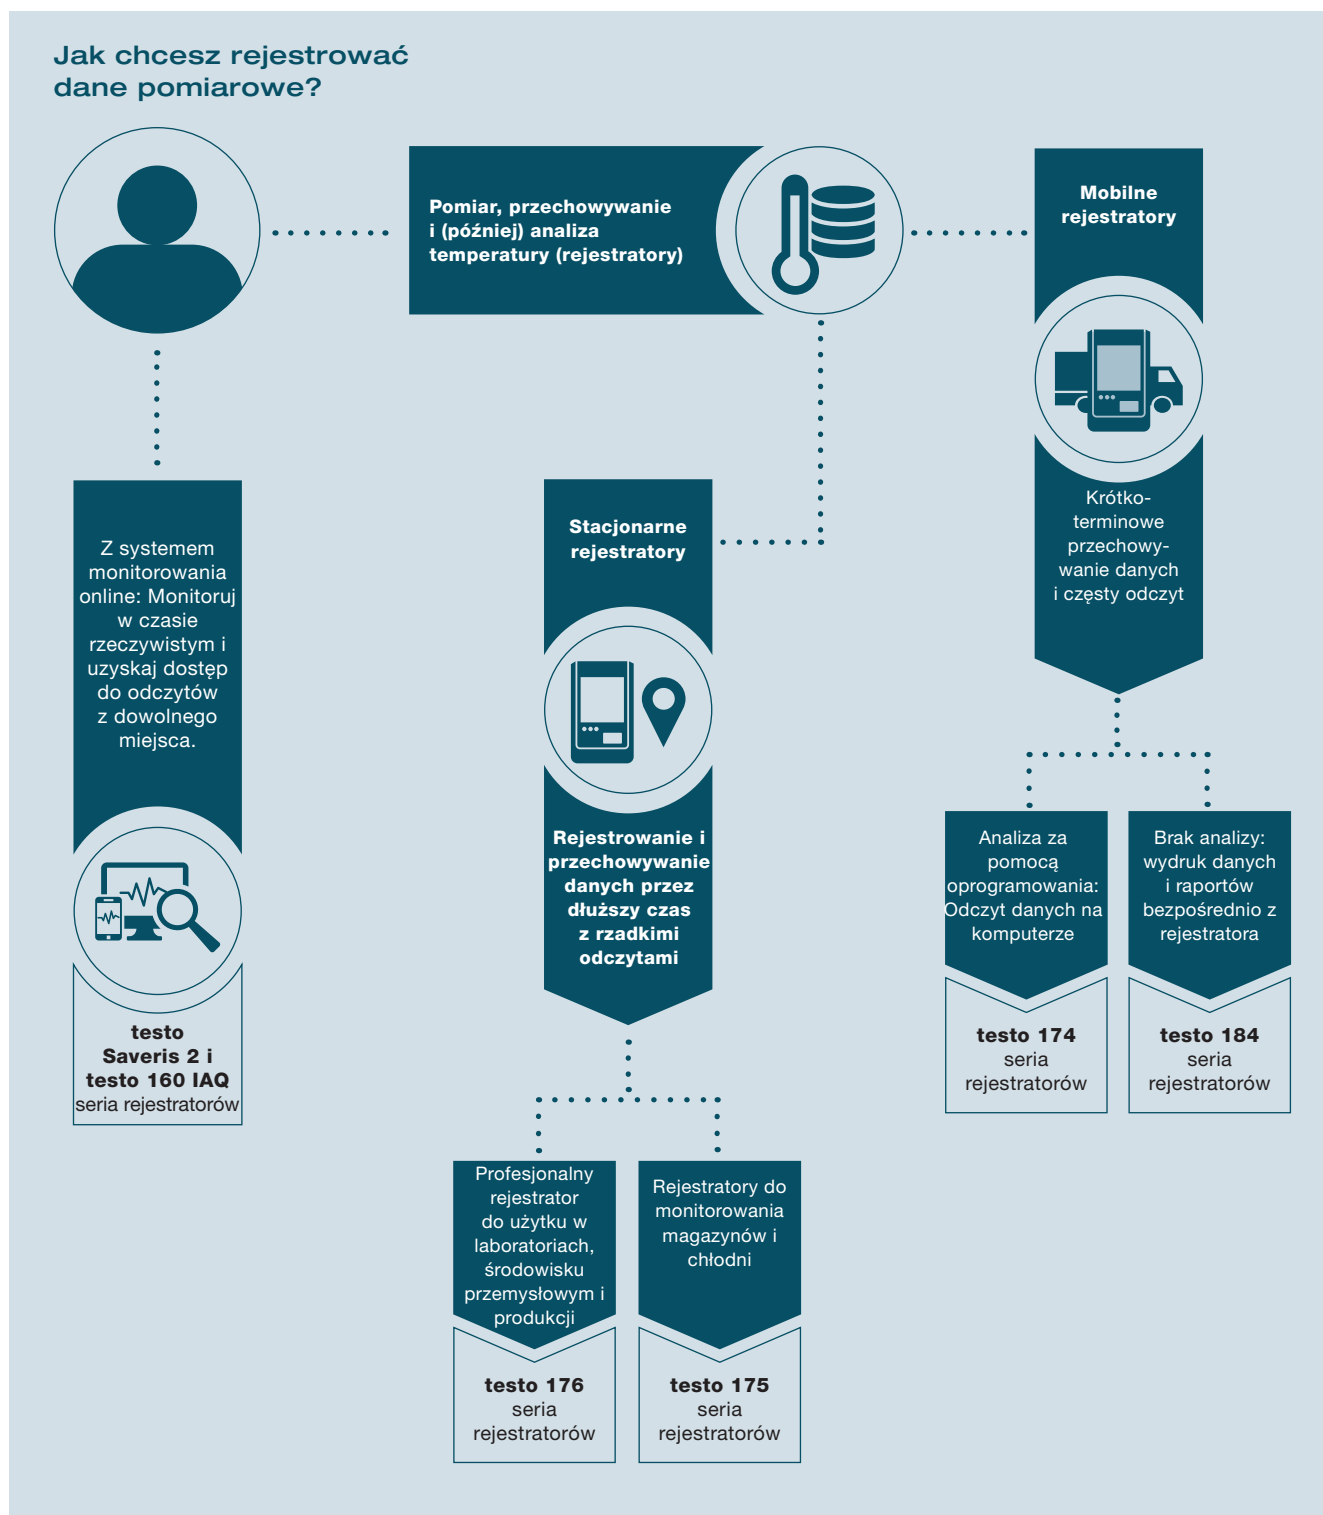 Jak chcesz rejestrować
dane pomiarowe?
Pomiar, przechowywanie
i (później) analiza
temperatury (rejestratory)
Mobilne
rejestratory
Krótko-
terminowe
przechowy-
wanie danych
i częsty odczyt
Z systemem
monitorowania
online: Monitoruj
w czasie
rzeczywistym i
uzyskaj dostęp
do odczytów
z dowolnego
miejsca.
testo
Saveris 2 i
testo 160 IAQ
seria rejestratorów
Stacjonarne
rejestratory
Rejestrowanie i
przechowywanie
danych przez
dłuższy czas
z rzadkimi
odczytami
Analiza za
pomocą
oprogramowania:
Odczyt danych na
komputerze
testo 174
seria
rejestratorów
Brak analizy:
wydruk danych
i raportów
bezpośrednio z
rejestratora
testo 184
seria
rejestratorów
Profesjonalny
rejestrator
do użytku w
laboratoriach,
środowisku
przemysłowym i
produkcji
testo 176
seria
rejestratorów
Rejestratory do
monitorowania
magazynów i
chłodni
testo 175
seria
rejestratorów